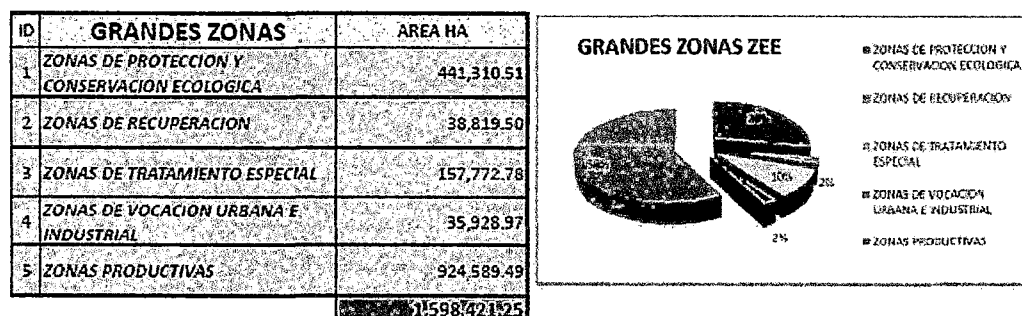 ID GRANDES ZONAS AREA HA
1 ZONAS DE PROTECCION Y CONSERVACION ECOLOGICA 441,310.51
2 ZONAS DE RECUPERACION 38,819.50
3 ZONAS DE TRATAMIENTO ESPECIAL 157,772.78
4 ZONAS DE VOCACION URBANA E INDUSTRIAL 35,928.97
5 ZONAS PRODUCTIVAS 924,589.49
1,598,421.25
GRANDES ZONAS ZEE
10%
2%
2%
ZONAS DE PROTECCION Y
CONSERVACION ECOLOGICA
ZONAS DE RECUPERACION
ZONAS DE TRATAMIENTO
ESPECIAL
ZONAS DE VOCACION
URBANA E INDUSTRIAL
ZONAS PRODUCTIVAS